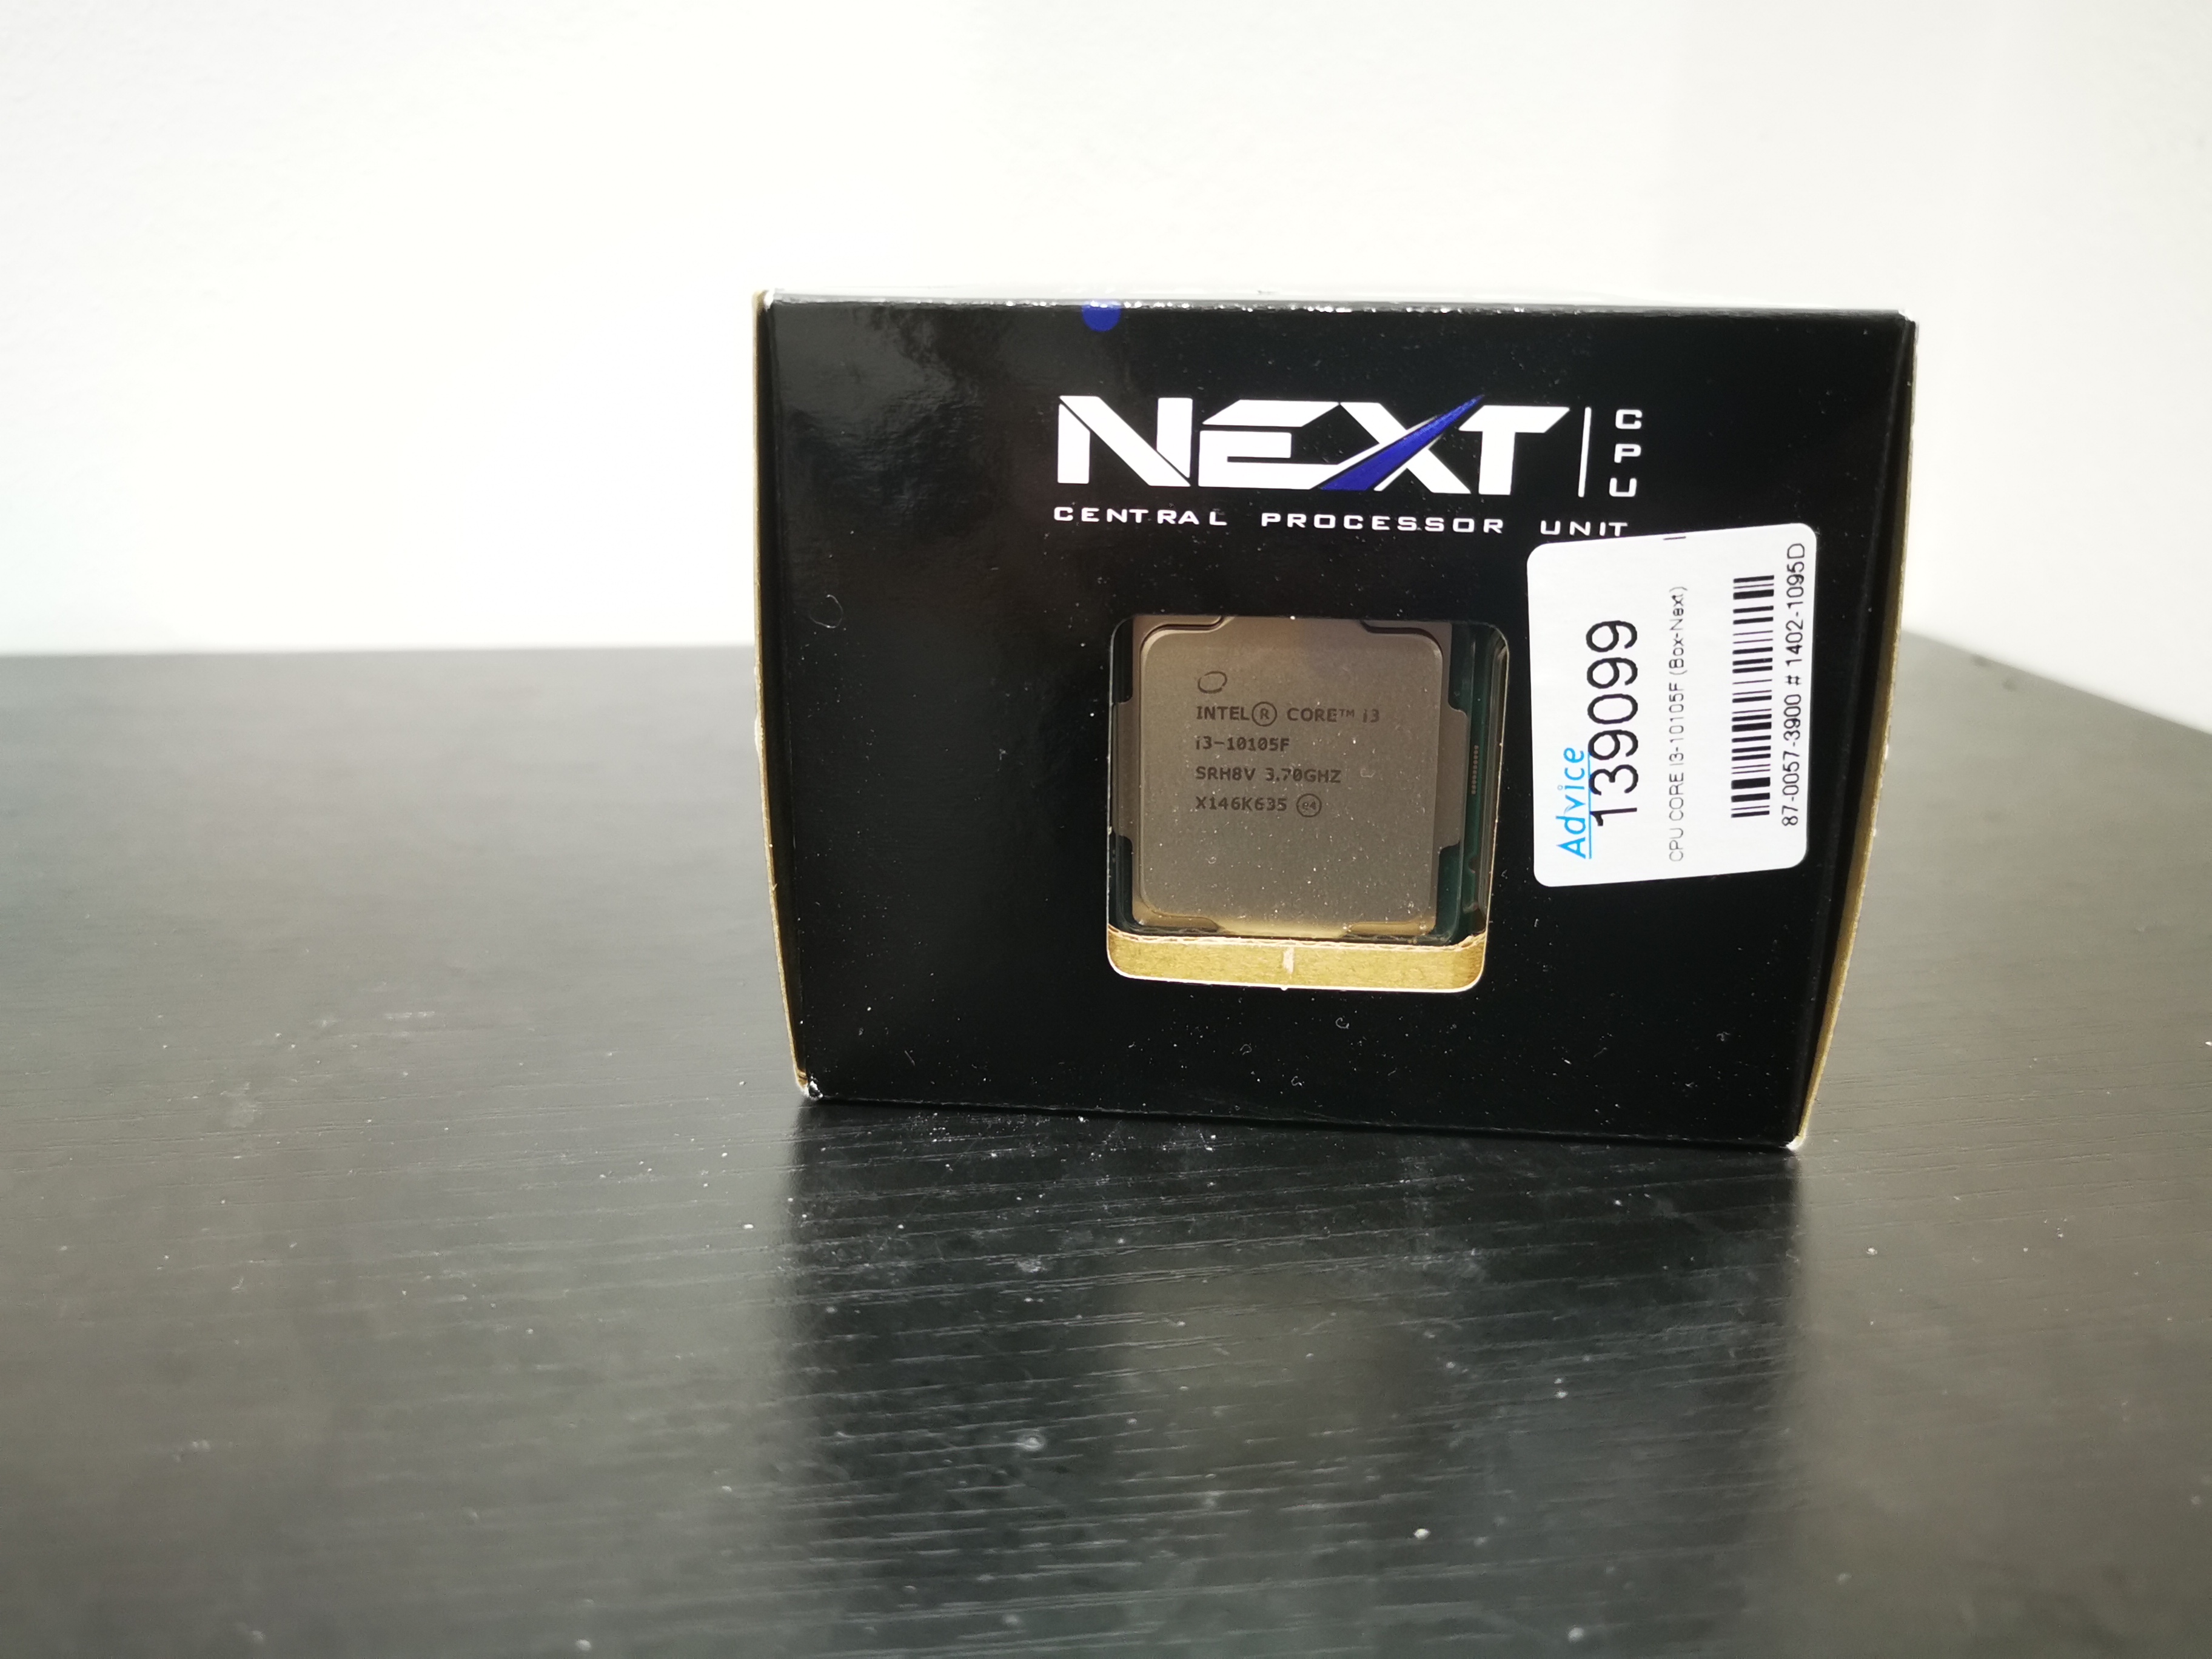 NEXT
CPU
CENTRAL PROCESSOR UNIT
INTEL® CORE™ i3
i3-10105F
SRH8V 3.70GHZ
X146K635 e4
Advice
139099
CPU CORE I3-10105F (Box-Next)
87-0057-3900 # 1402-1095D